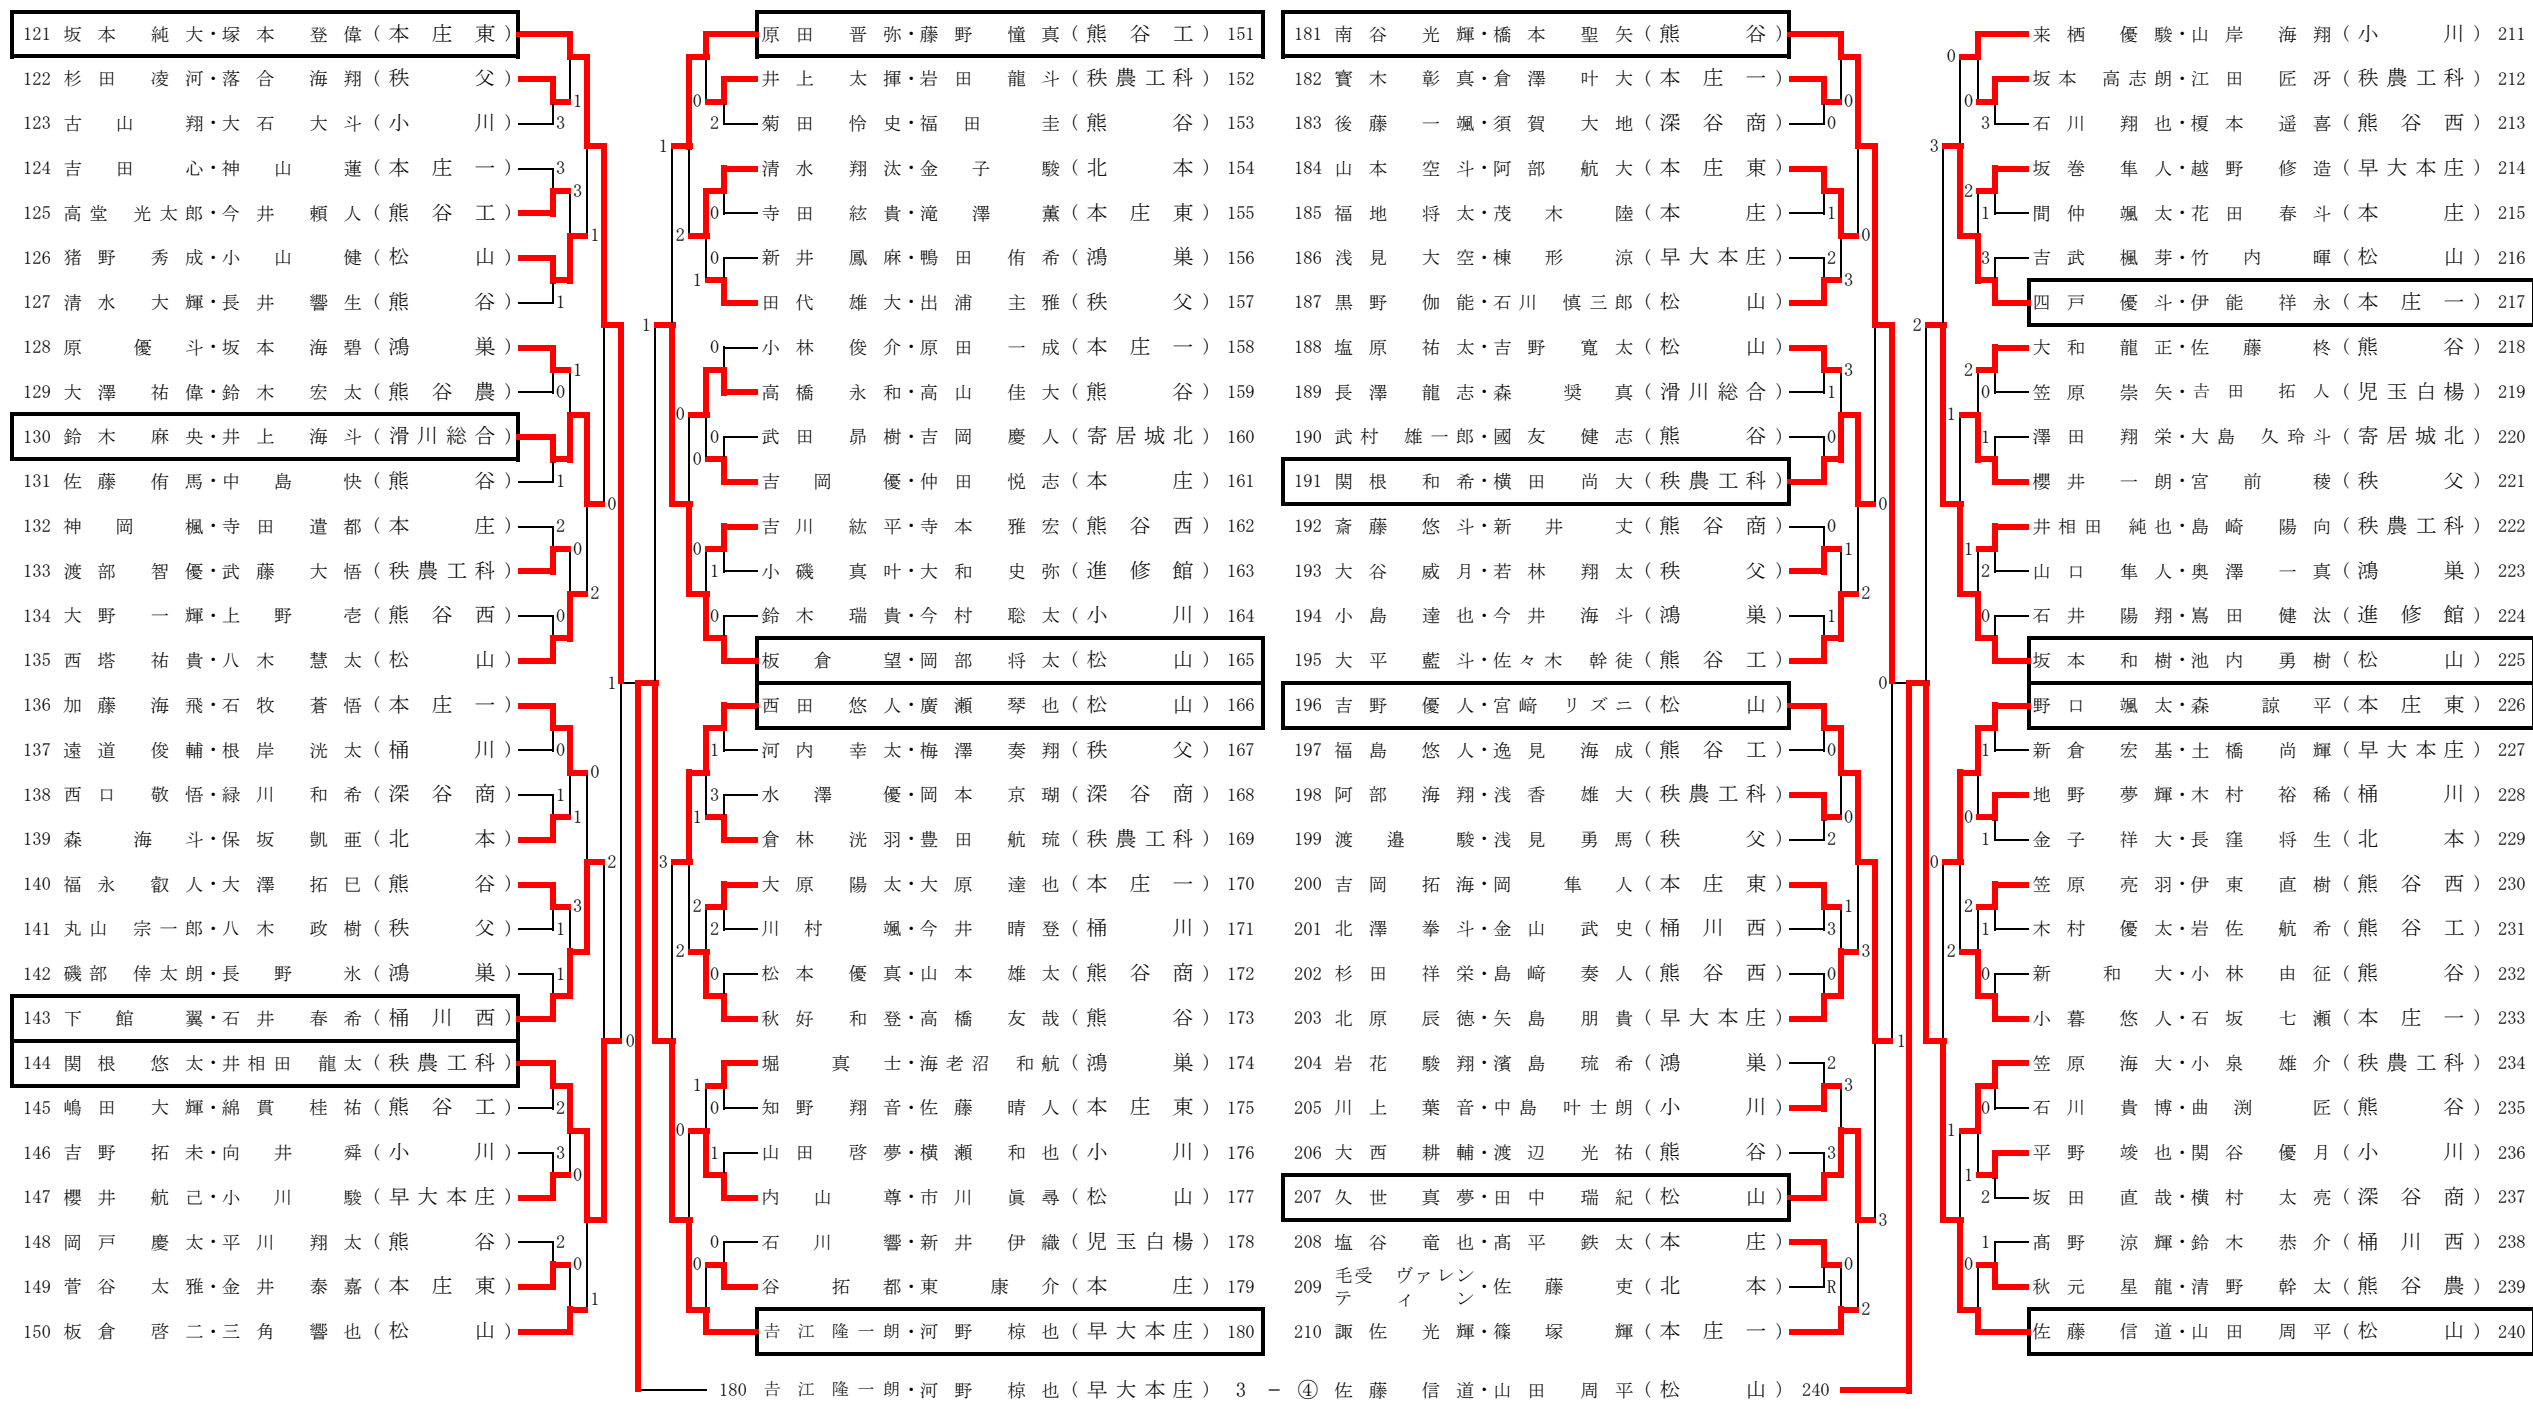 121 坂本 純大・塚本 登偉(本庄東)
122 杉田 凌河・落合 海翔(秩父)
123 古山 翔・大石 大斗(小川)
124 吉田 心・神山 蓮(本庄一)
125 高堂 光太郎・今井 頼人(熊谷工)
126 猪野 秀成・小山 健(松山)
127 清水 大輝・長井 響生(熊谷)
128 原 優斗・坂本 海碧(鴻巣)
129 大澤 祐偉・鈴木 宏太(熊谷農)
130 鈴木 麻央・井上 海斗(滑川総合)
131 佐藤 侑馬・中島 快(熊谷)
132 神岡 楓・寺田 遣都(本庄)
133 渡部 智優・武藤 大悟(秩農工科)
134 大野 一輝・上野 壱(熊谷西)
135 西塔 祐貴・八木 慧太(松山)
136 加藤 海飛・石牧 蒼悟(本庄一)
137 遠道 俊輔・根岸 洸太(桶川)
138 西口 敬悟・緑川 和希(深谷商)
139 森 海斗・保坂 凱亜(北本)
140 福永 叡人・大澤 拓巳(熊谷)
141 丸山 宗一郎・八木 政樹(秩父)
142 磯部 倖太朗・長野 氷(鴻巣)
143 下館 翼・石井 春希(桶川西)
144 関根 悠太・井相田 龍太(秩農工科)
145 嶋田 大輝・綿貫 桂祐(熊谷工)
146 吉野 拓未・向井 舜(小川)
147 櫻井 航己・小川 駿(早大本庄)
148 岡戸 慶太・平川 翔太(熊谷)
149 菅谷 太雅・金井 泰嘉(本庄東)
150 板倉 啓二・三角 響也(松山)
原田 晋弥・藤野 憧真(熊谷工) 151
井上 太揮・岩田 龍斗(秩農工科) 152
菊田 怜史・福田 圭(熊谷) 153
清水 翔汰・金子 駿(北本) 154
寺田 絃貴・滝澤 薫(本庄東) 155
新井 鳳麻・鴨田 侑希(鴻巣) 156
田代 雄大・出浦 主雅(秩父) 157
小林 俊介・原田 一成(本庄一) 158
高橋 永和・高山 佳大(熊谷) 159
武田 昴樹・吉岡 慶人(寄居城北) 160
吉岡 優・仲田 悦志(本庄) 161
吉川 紘平・寺本 雅宏(熊谷西) 162
小磯 真叶・大和 史弥(進修館) 163
鈴木 瑞貴・今村 聡太(小川) 164
板倉 望・岡部 将太(松山) 165
西田 悠人・廣瀬 琴也(松山) 166
河内 幸太・梅澤 奏翔(秩父) 167
水澤 優・岡本 京瑚(深谷商) 168
倉林 洸羽・豊田 航琉(秩農工科) 169
大原 陽太・大原 達也(本庄一) 170
川村 颯・今井 晴登(桶川) 171
松本 優真・山本 雄太(熊谷商) 172
秋好 和登・高橋 友哉(熊谷) 173
堀 真士・海老沼 和航(鴻巣) 174
知野 翔音・佐藤 晴人(本庄東) 175
山田 啓夢・横瀬 和也(小川) 176
内山 尊・市川 眞尋(松山) 177
石川 響・新井 伊織(児玉白楊) 178
谷 拓都・東 康介(本庄) 179
𠮷江 隆一朗・河野 椋也(早大本庄) 180
181 南谷 光輝・橋本 聖矢(熊谷)
182 寳木 彰真・倉澤 叶大(本庄一)
183 後藤 一颯・須賀 大地(深谷商)
184 山本 空斗・阿部 航大(本庄東)
185 福地 将太・茂木 陸(本庄)
186 浅見 大空・棟形 涼(早大本庄)
187 黒野 伽能・石川 慎三郎(松山)
188 塩原 祐太・吉野 寛太(松山)
189 長澤 龍志・森 奨真(滑川総合)
190 武村 雄一郎・國友 健志(熊谷)
191 関根 和希・横田 尚大(秩農工科)
192 斎藤 悠斗・新井 丈(熊谷商)
193 大谷 威月・若林 翔太(秩父)
194 小島 達也・今井 海斗(鴻巣)
195 大平 藍斗・佐々木 幹徒(熊谷工)
196 吉野 優人・宮﨑 リズニ(松山)
197 福島 悠人・逸見 海成(熊谷工)
198 阿部 海翔・浅香 雄大(秩農工科)
199 渡邉 駿・浅見 勇馬(秩父)
200 吉岡 拓海・岡 隼人(本庄東)
201 北澤 拳斗・金山 武史(桶川西)
202 杉田 祥栄・島﨑 奏人(熊谷西)
203 北原 辰徳・矢島 朋貴(早大本庄)
204 岩花 駿翔・濱島 琉希(鴻巣)
205 川上 葉音・中島 叶士朗(小川)
206 大西 耕輔・渡辺 光祐(熊谷)
207 久世 真夢・田中 瑞紀(松山)
208 塩谷 竜也・髙平 鉄太(本庄)
209 毛受 ヴァレンティン・佐藤 吏(北本)
210 諏佐 光輝・篠塚 輝(本庄一)
来栖 優駿・山岸 海翔(小川) 211
坂本 高志朗・江田 匠冴(秩農工科) 212
石川 翔也・榎本 遥喜(熊谷西) 213
坂巻 隼人・越野 修造(早大本庄) 214
間仲 颯太・花田 春斗(本庄) 215
吉武 楓芽・竹内 暉(松山) 216
四戸 優斗・伊能 祥永(本庄一) 217
大和 龍正・佐藤 柊(熊谷) 218
笠原 崇矢・𠮷田 拓人(児玉白楊) 219
澤田 翔栄・大島 久玲斗(寄居城北) 220
櫻井 一朗・宮前 稜(秩父) 221
井相田 純也・島崎 陽向(秩農工科) 222
山口 隼人・奥澤 一真(鴻巣) 223
石井 陽翔・嶌田 健汰(進修館) 224
坂本 和樹・池内 勇樹(松山) 225
野口 颯太・森 諒平(本庄東) 226
新倉 宏基・土橋 尚輝(早大本庄) 227
地野 夢輝・木村 裕稀(桶川) 228
金子 祥大・長窪 将生(北本) 229
笠原 亮羽・伊東 直樹(熊谷西) 230
木村 優太・岩佐 航希(熊谷工) 231
新 和大・小林 由征(熊谷) 232
小暮 悠人・石坂 七瀬(本庄一) 233
笠原 海大・小泉 雄介(秩農工科) 234
石川 貴博・曲渕 匠(熊谷) 235
平野 竣也・関谷 優月(小川) 236
坂田 直哉・横村 太亮(深谷商) 237
髙野 涼輝・鈴木 恭介(桶川西) 238
秋元 星龍・清野 幹太(熊谷農) 239
佐藤 信道・山田 周平(松山) 240
180 𠮷江 隆一朗・河野 椋也(早大本庄) 3 － ④ 佐藤 信道・山田 周平(松山) 240